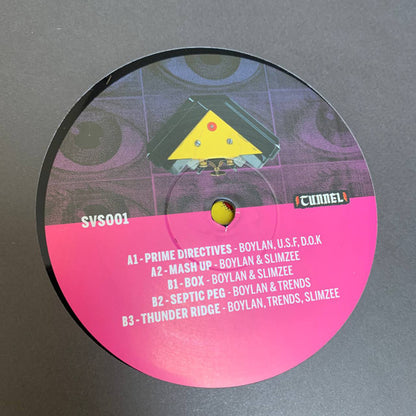 SVS001
TUNNEL
A1 - PRIME DIRECTIVES - BOYLAN, U.S.F, D.O.K
A2 - MASH UP - BOYLAN & SLIMZEE
B1 - BOX - BOYLAN & SLIMZEE
B2 - SEPTIC PEG - BOYLAN & TRENDS
B3 - THUNDER RIDGE - BOYLAN, TRENDS, SLIMZEE